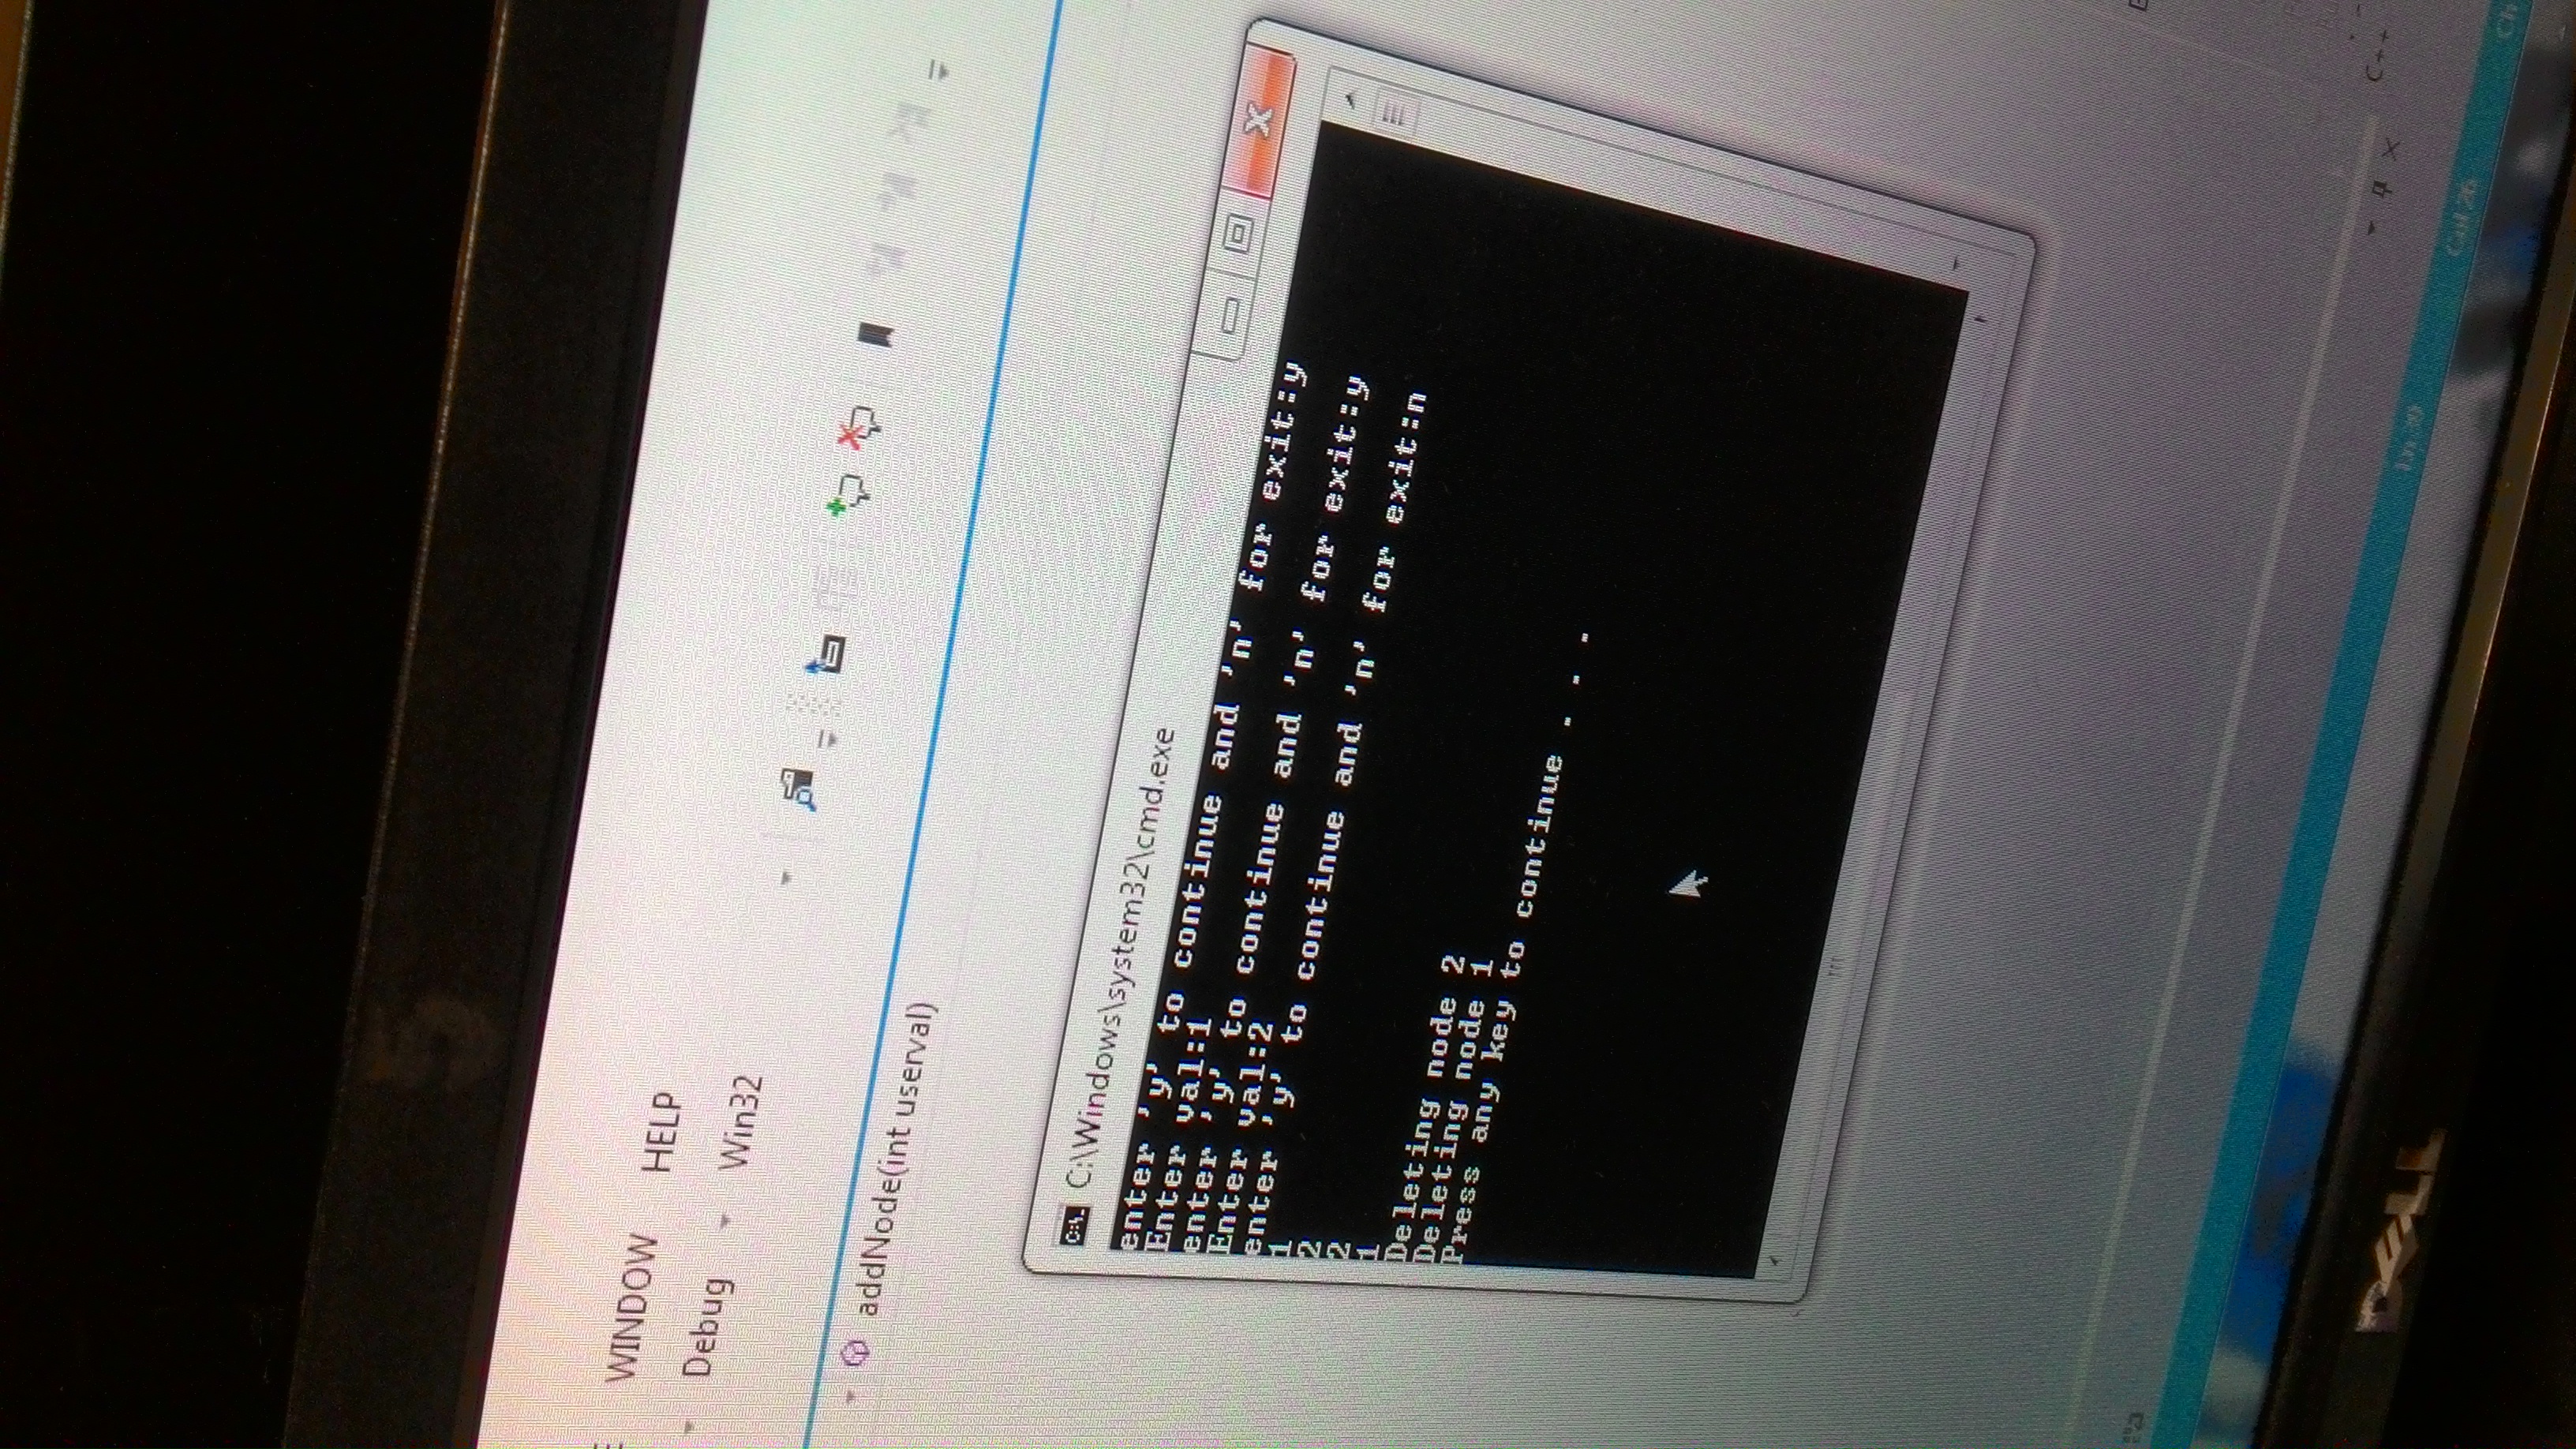 WINDOW HELP
Debug Win32
addNode(int userval)
C:\Windows\system32\cmd.exe
enter 'y' to continue and 'n' for exit:y
Enter val:1
enter 'y' to continue and 'n' for exit:y
Enter val:2
enter 'y' to continue and 'n' for exit:n
1
2
2
1
Deleting node 2
Deleting node 1
Press any key to continue . . .
C++
Col 26
DELL